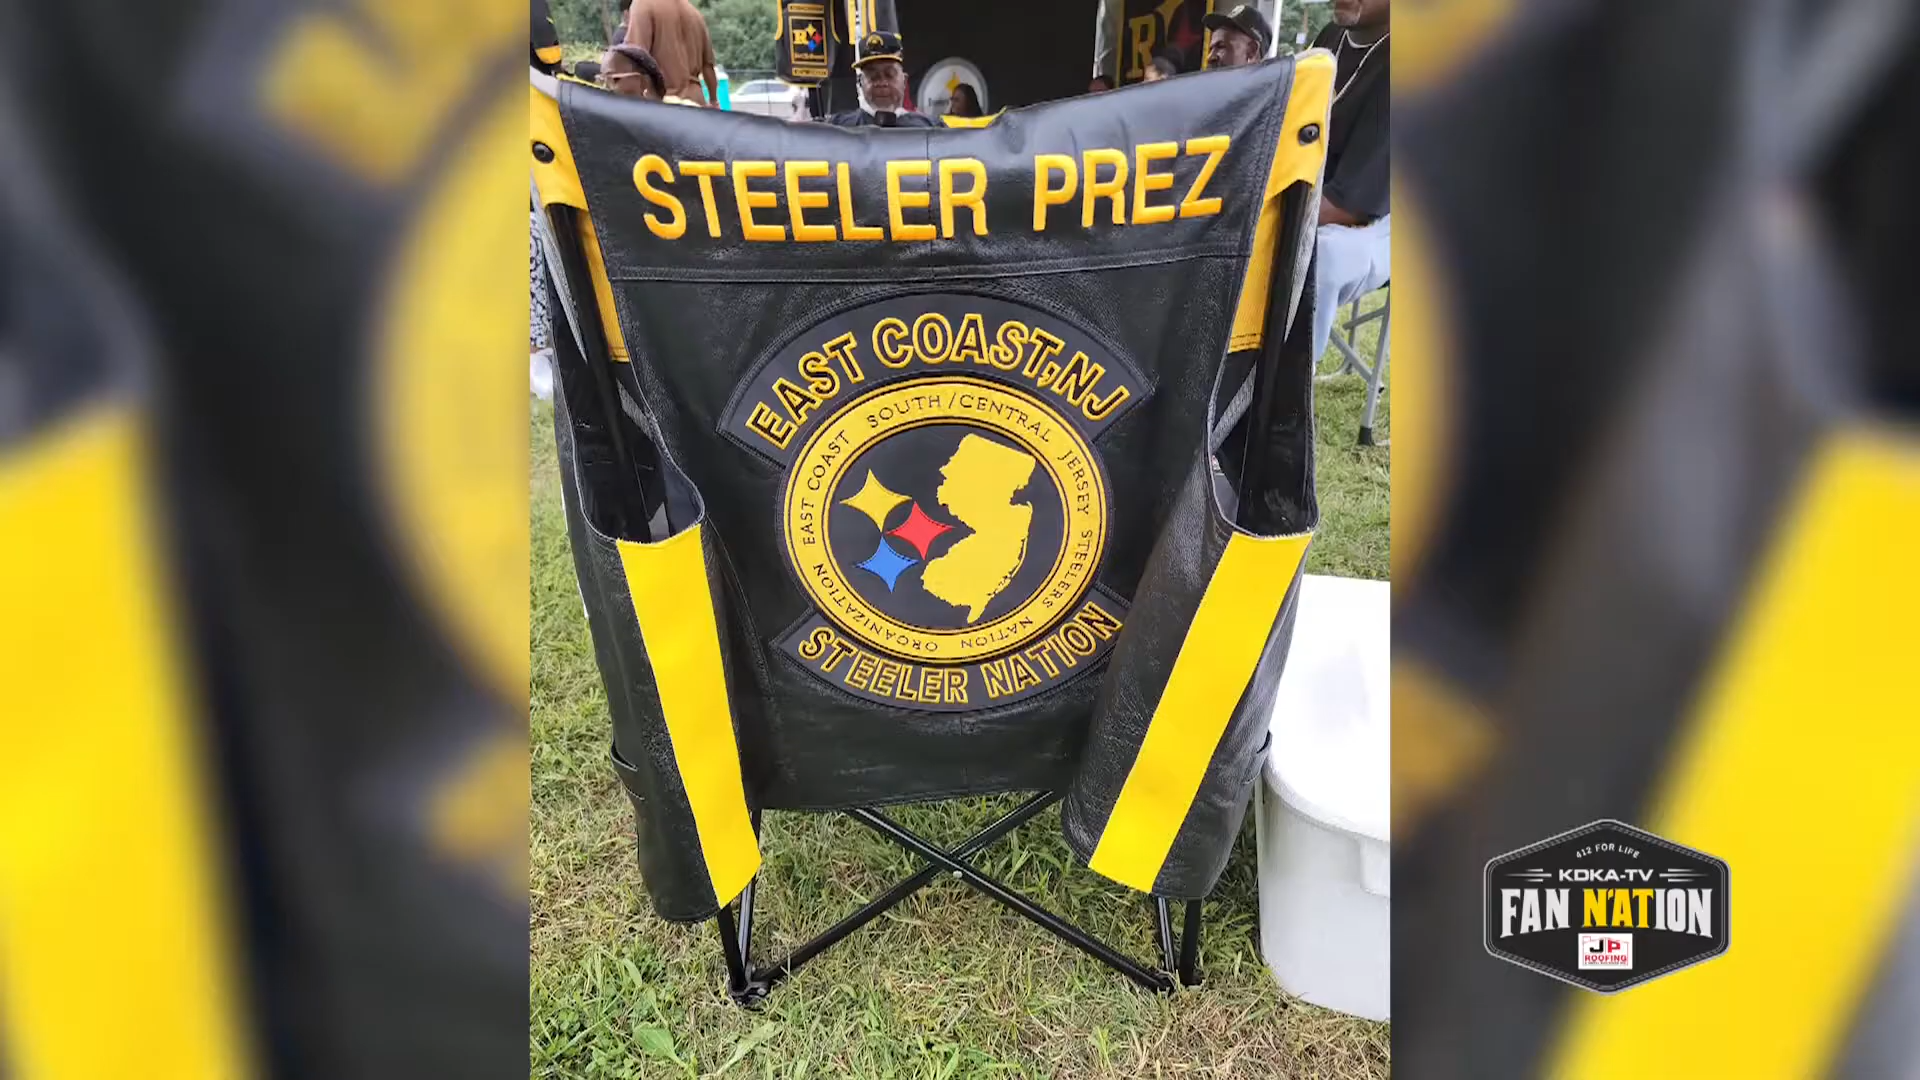 R
R
STEELER PREZ
EAST COAST, NJ
EAST COAST SOUTH/CENTRAL JERSEY STEELERS NATION ORGANIZATION
STEELER NATION
412 FOR LIFE
KDKA-TV
FAN N'ATION
JP
ROOFING